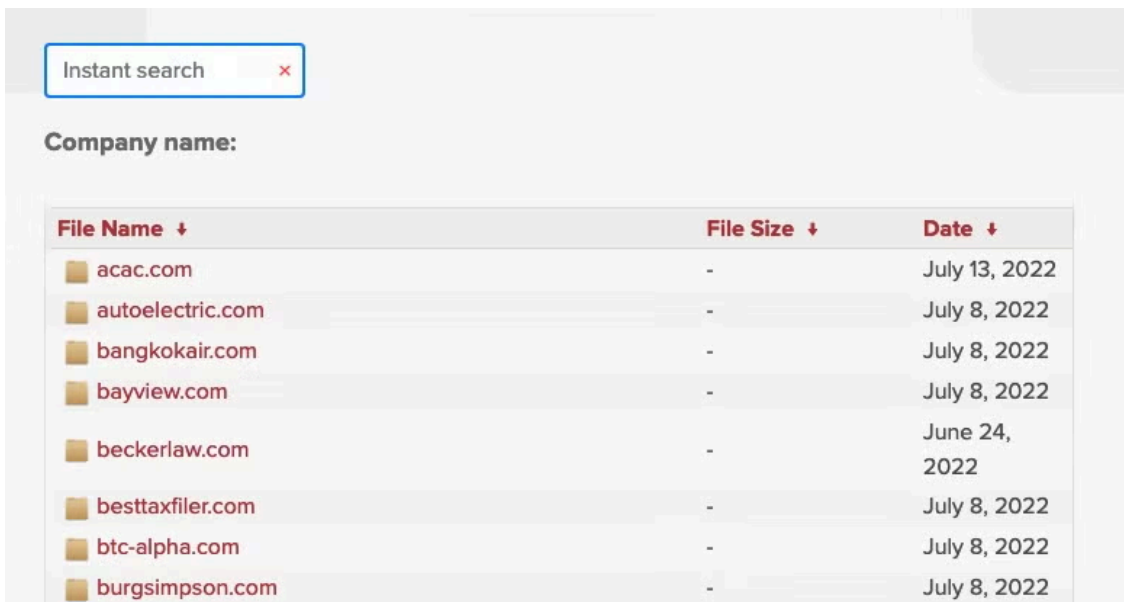 Instant search ×
Company name:
File Name ↓ File Size ↓ Date ↓
acac.com - July 13, 2022
autoelectric.com - July 8, 2022
bangkokair.com - July 8, 2022
bayview.com - July 8, 2022
beckerlaw.com - June 24,
2022
besttaxfiler.com - July 8, 2022
btc-alpha.com - July 8, 2022
burgsimpson.com - July 8, 2022